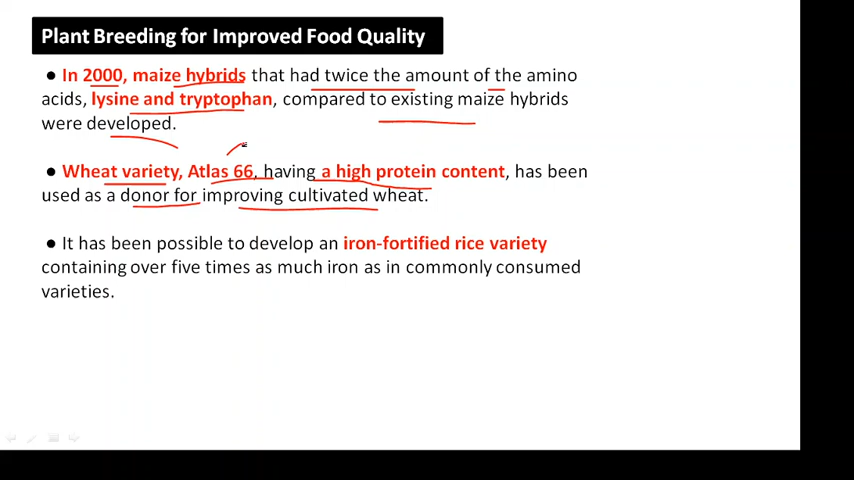 Plant Breeding for Improved Food Quality
● In 2000, maize hybrids that had twice the amount of the amino
acids, lysine and tryptophan, compared to existing maize hybrids
were developed.
● Wheat variety, Atlas 66, having a high protein content, has been
used as a donor for improving cultivated wheat.
● It has been possible to develop an iron-fortified rice variety
containing over five times as much iron as in commonly consumed
varieties.